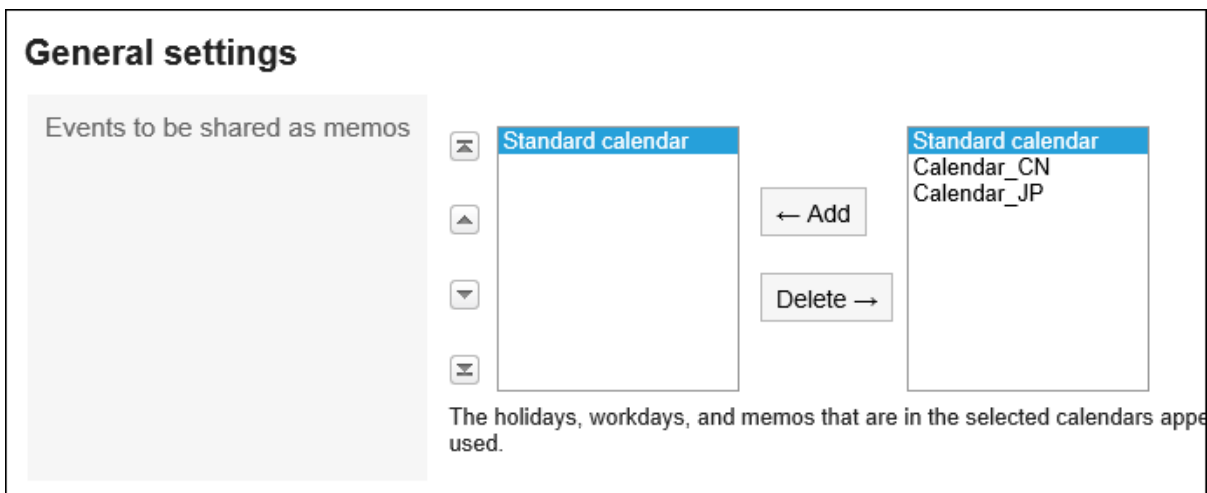 General settings
Events to be shared as memos
Standard calendar
← Add
Delete →
Standard calendar
Calendar_CN
Calendar_JP
The holidays, workdays, and memos that are in the selected calendars appe
used.